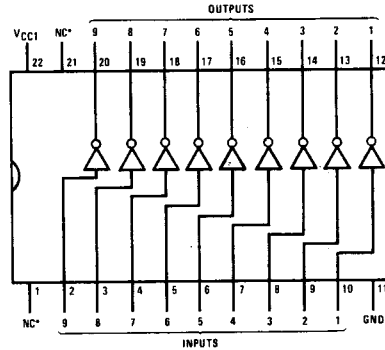 OUTPUTS
VCC1 NC* 9 8 7 6 5 4 3 2 1
22 21 20 19 18 17 16 15 14 13 12
1 2 3 4 5 6 7 8 9 10 11
NC* 9 8 7 6 5 4 3 2 1 GND
INPUTS